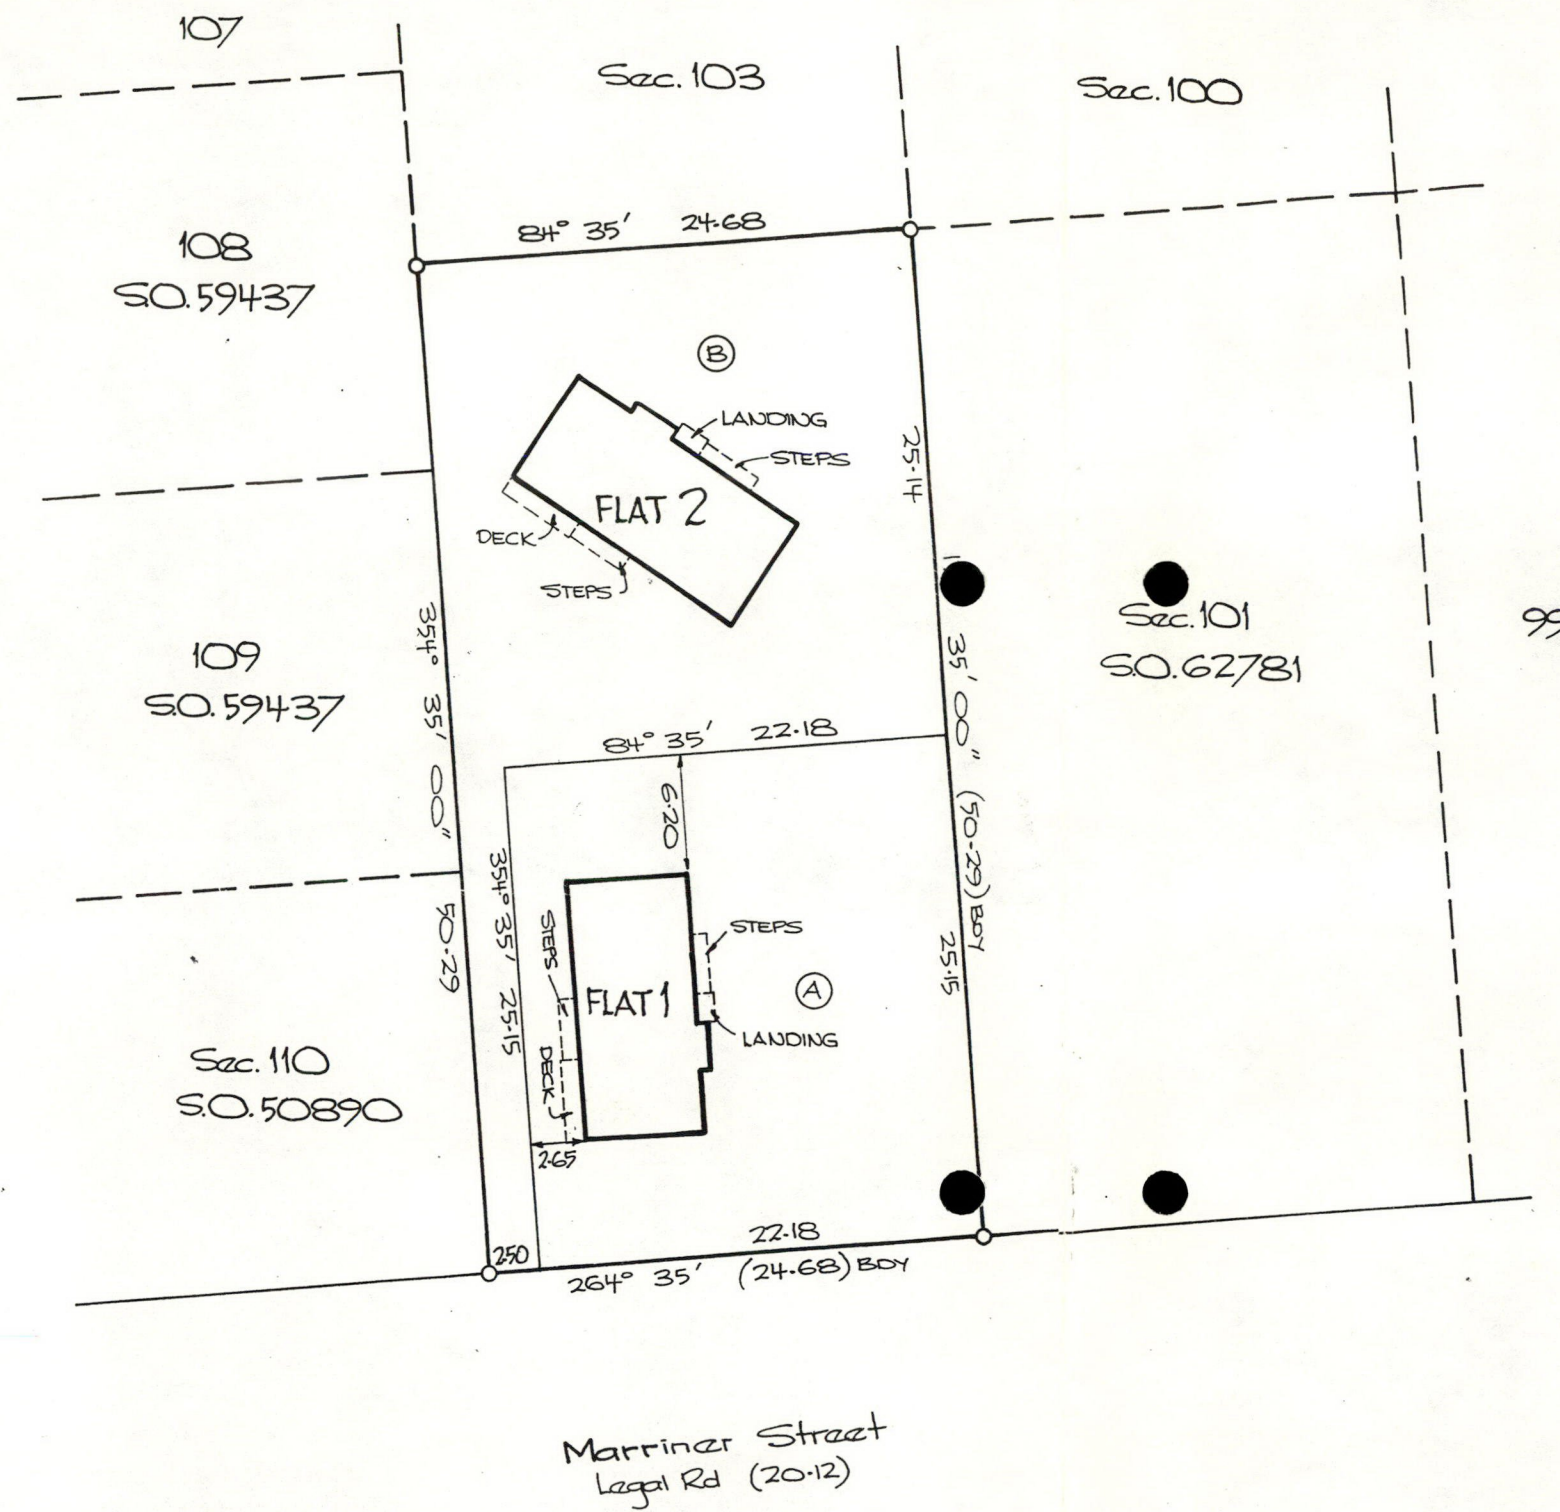 107
Sec. 103
Sec. 100
84° 35′ 24·68
108
S.O. 59437
B
LANDING
STEPS
25·14
FLAT 2
DECK
STEPS
Sec. 101
S.O. 62781
99
109
S.O. 59437
354° 35′ 00″
50·29
35′ 00″ (50·29) BDY
84° 35′ 22·18
6·20
354° 35′ 25·15
STEPS
STEPS
FLAT 1
A
LANDING
DECK
25·15
Sec. 110
S.O. 50890
2·65
22·18
2·50
264° 35′ (24·68) BDY
Marriner Street
Legal Rd (20·12)